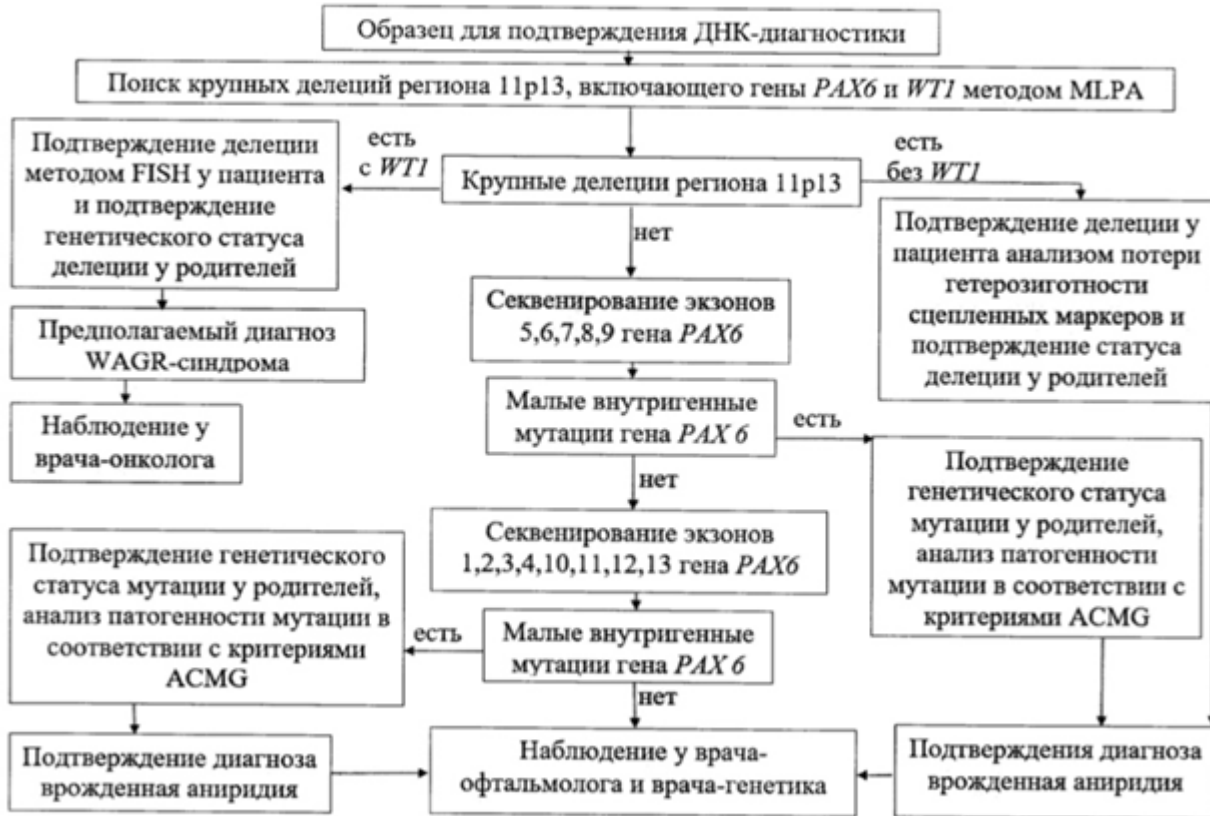 Образец для подтверждения ДНК-диагностики
Поиск крупных делеций региона 11p13, включающего гены PAX6 и WT1 методом MLPA
Подтверждение делеции
методом FISH у пациента
и подтверждение
генетического статуса
делеции у родителей
есть
с WT1
Крупные делеции региона 11p13
есть
без WT1
Подтверждение делеции у
пациента анализом потери
гетерозиготности
сцепленных маркеров и
подтверждение статуса
делеции у родителей
нет
Предполагаемый диагноз
WAGR-синдрома
Наблюдение у
врача-онколога
Секвенирование экзонов
5,6,7,8,9 гена PAX6
Малые внутригенные
мутации гена PAX 6
есть
Подтверждение
генетического статуса
мутации у родителей,
анализ патогенности
мутации в соответствии с
критериями ACMG
нет
Секвенирование экзонов
1,2,3,4,10,11,12,13 гена PAX6
Подтверждение генетического
статуса мутации у родителей,
анализ патогенности мутации в
соответствии с критериями
ACMG
есть
Малые внутригенные
мутации гена PAX 6
нет
Подтверждение диагноза
врожденная аниридия
Наблюдение у врача-
офтальмолога и врача-генетика
Подтверждения диагноза
врожденная аниридия